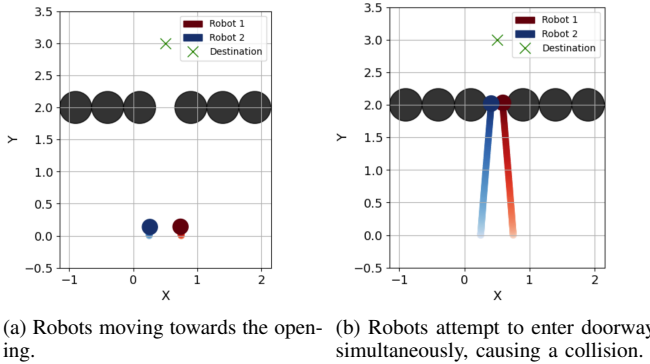 3.5
3.0
2.5
2.0
1.5
1.0
0.5
0.0
−0.5
Y
−1
0
1
2
X
Robot 1
Robot 2
Destination
3.5
3.0
2.5
2.0
1.5
1.0
0.5
0.0
−0.5
Y
−1
0
1
2
X
Robot 1
Robot 2
Destination
(a) Robots moving towards the open-
ing.
(b) Robots attempt to enter doorway
simultaneously, causing a collision.